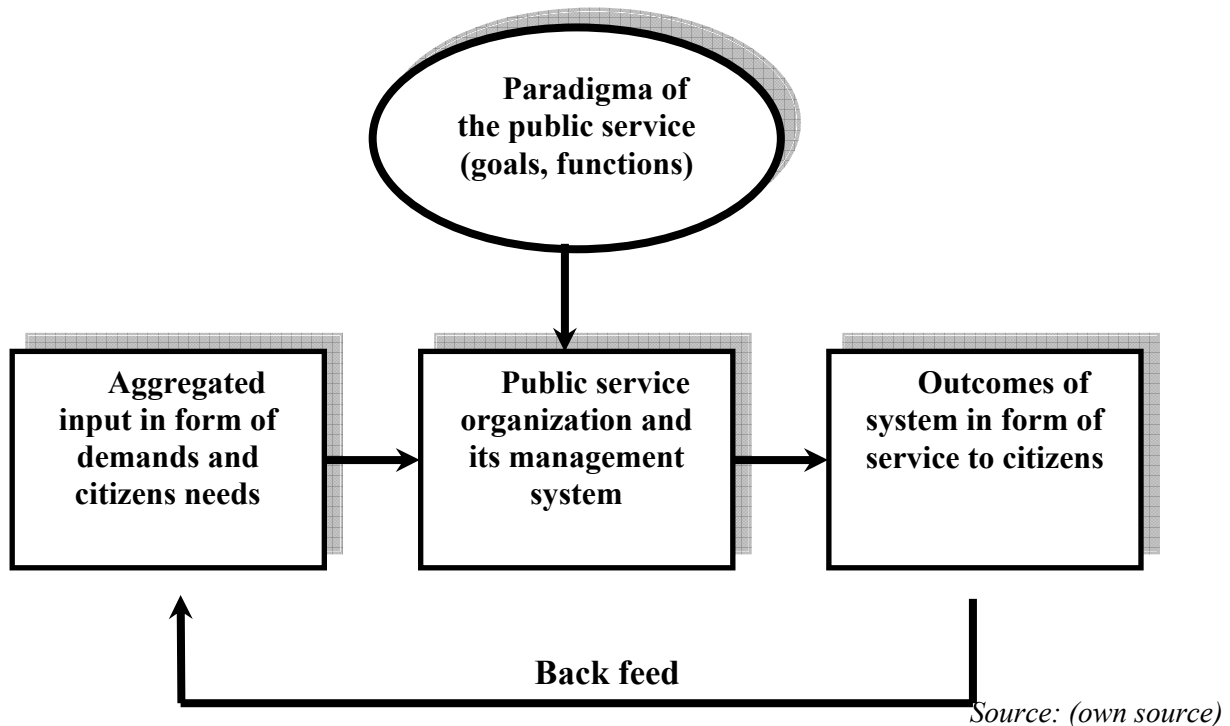 Paradigma of
the public service
(goals, functions)
Aggregated
input in form of
demands and
citizens needs
Public service
organization and
its management
system
Outcomes of
system in form of
service to citizens
Back feed
Source: (own source)